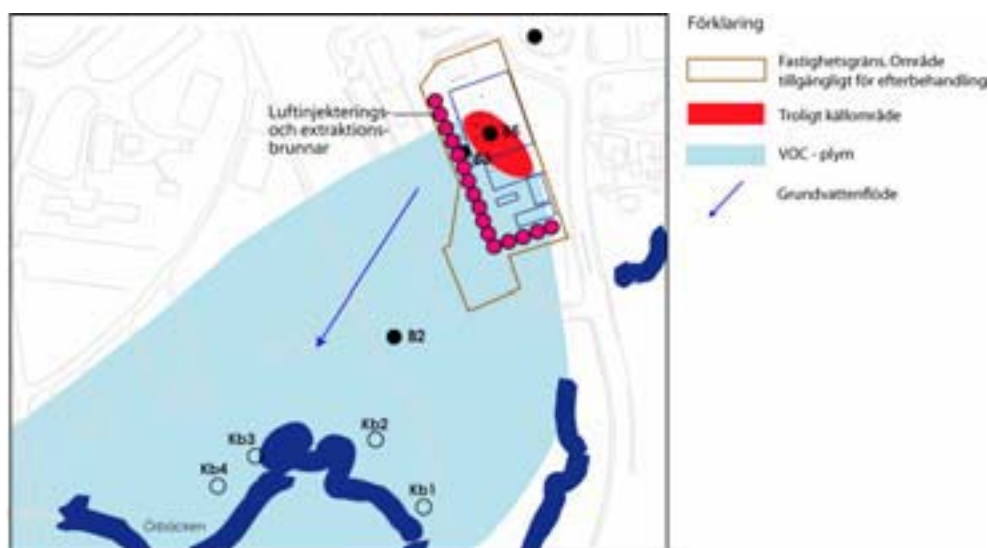 Förklaring
Fastighetsgräns, Område
tillgängligt för efterbehandling
Troligt källområde
VOC - plym
Grundvattenflöde
Luftinjekterings-
och extraktions-
brunnar
B2
Kb2
Kb3
Kb4
Kb1